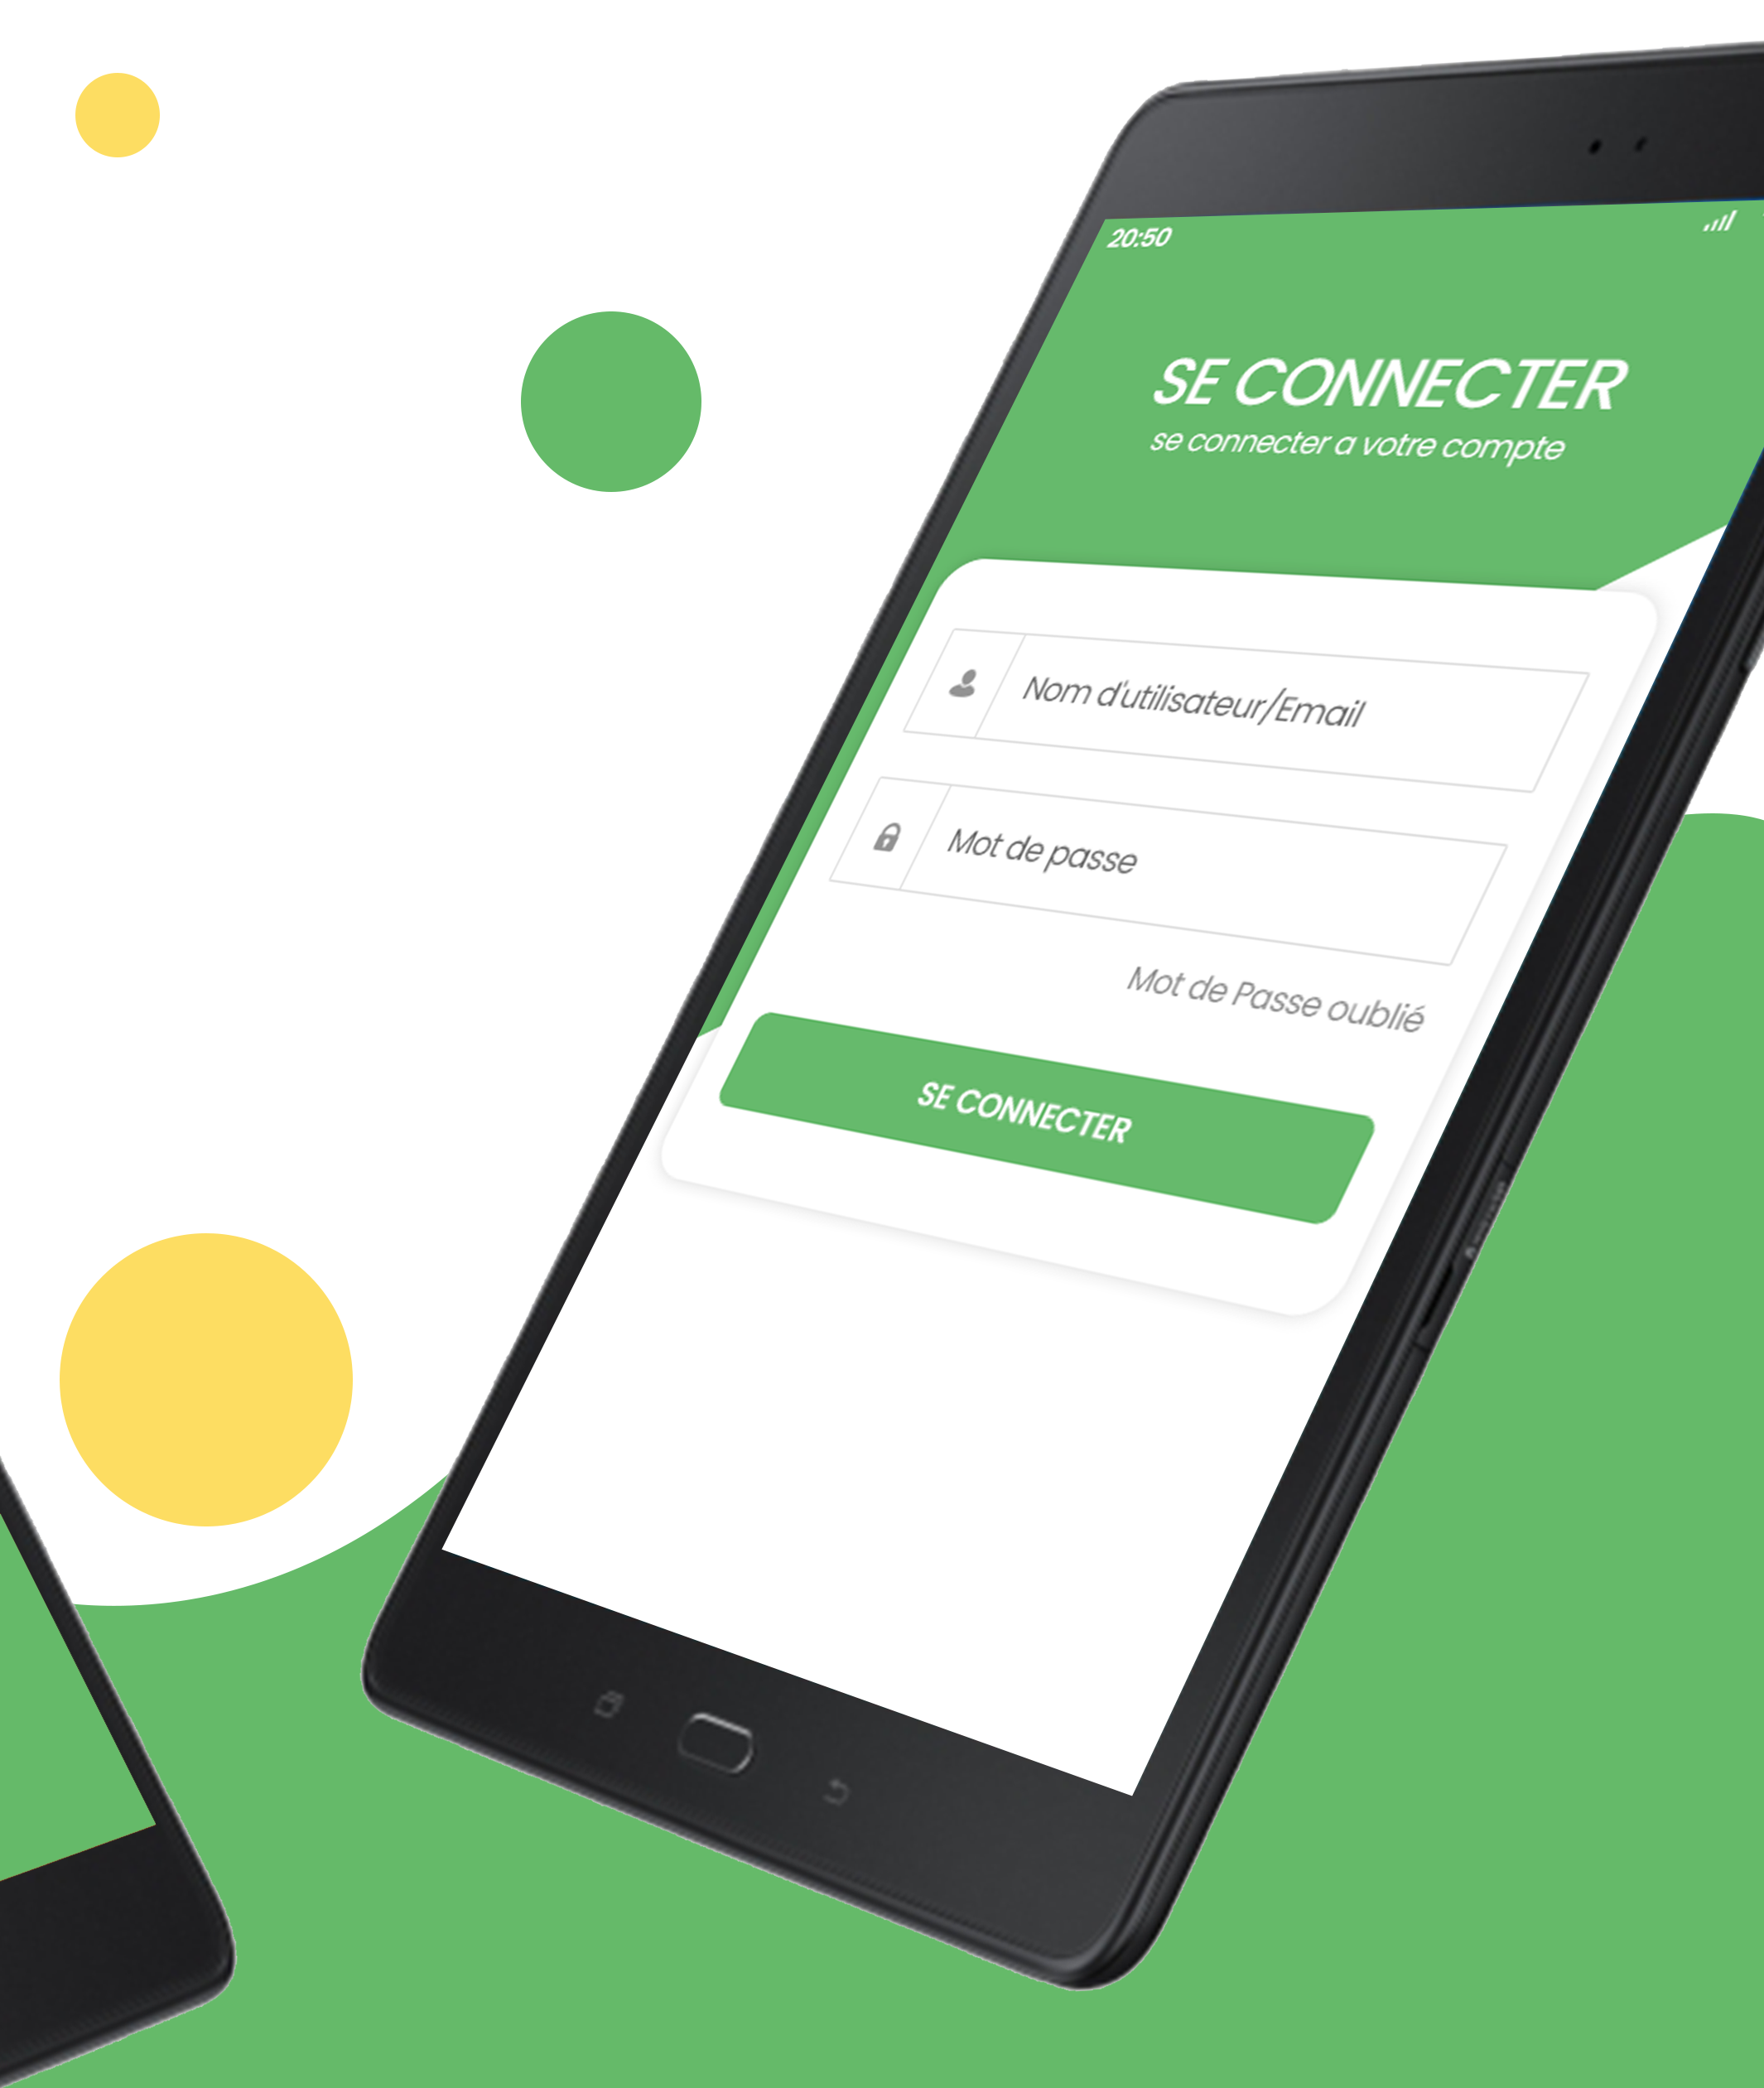 20:50
SE CONNECTER
se connecter a votre compte
Nom d'utilisateur/Email
Mot de passe
Mot de Passe oublié
SE CONNECTER